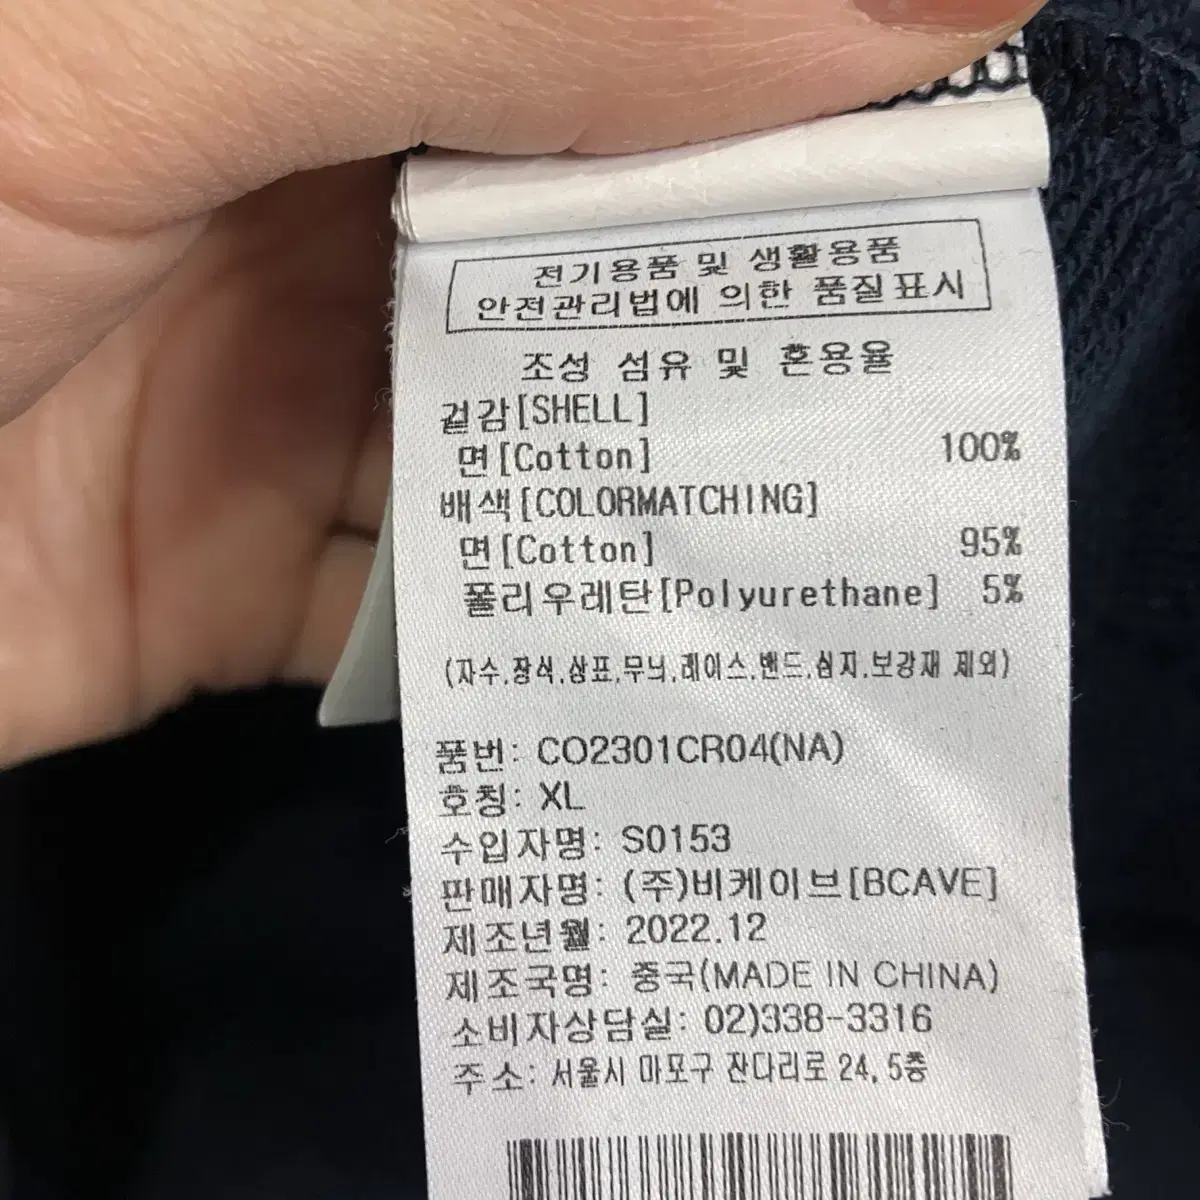 전기용품 및 생활용품
안전관리법에 의한 품질표시
조성 섬유 및 혼용율
겉감[SHELL]
면[Cotton] 100%
배색[COLORMATCHING]
면[Cotton] 95%
폴리우레탄[Polyurethane] 5%
(자수.장식.상표.무늬.레이스.밴드.심지.보강재 제외)
품번: CO2301CR04(NA)
호칭: XL
수입자명: S0153
판매자명: (주)비케이브[BCAVE]
제조년월: 2022.12
제조국명: 중국(MADE IN CHINA)
소비자상담실: 02)338-3316
주소: 서울시 마포구 잔다리로 24, 5층